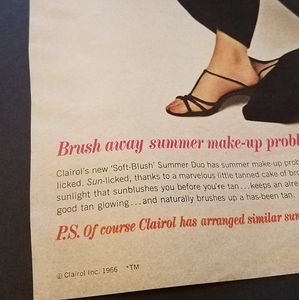 Brush away summer make-up probl
Clairol's new 'Soft-Blush' Summer Duo has summer make-up prob
licked. Sun-licked, thanks to a marvelous little tanned cake of bro
sunlight that sunblushes you before you're tan...keeps an aire
good tan glowing...and naturally brushes up a has-been tan.
P.S. Of course Clairol has arranged similar sun
© Clairol Inc. 1966 *TM